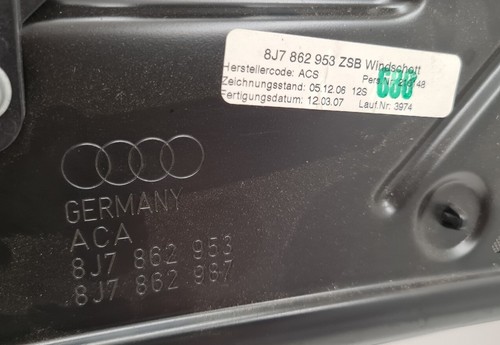 8J7 862 953 ZSB Windschott
Herstellercode: ACS
Zeichnungsstand: 05.12.06 12S
Fertigungsdatum: 12.03.07 Lauf.Nr: 3974
GERMANY
ACA
8J7 862 953
8J7 862 987